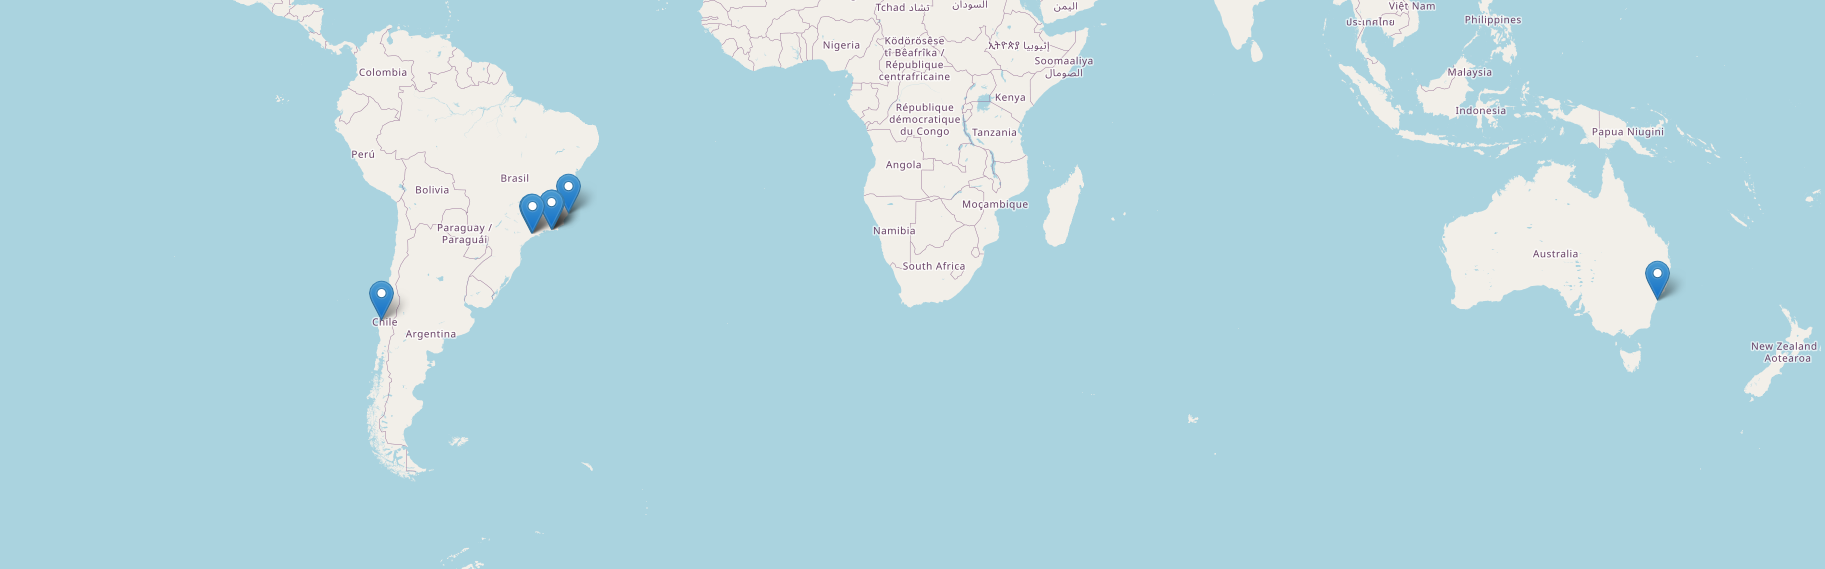 Tchad تشاد
السودان
اليمن
Việt Nam
ประเทศไทย
Philippines
Nigeria
Ködörösêse
tî Bêafrîka /
République
centrafricaine
ኢትዮጵያ إثيوبيا
Soomaaliya
الصومال
Colombia
Malaysia
Kenya
Indonesia
République
démocratique
du Congo
Tanzania
Papua Niugini
Perú
Angola
Brasil
Bolivia
Moçambique
Paraguay /
Paraguái
Namibia
Australia
South Africa
Chile
Argentina
New Zealand
Aotearoa